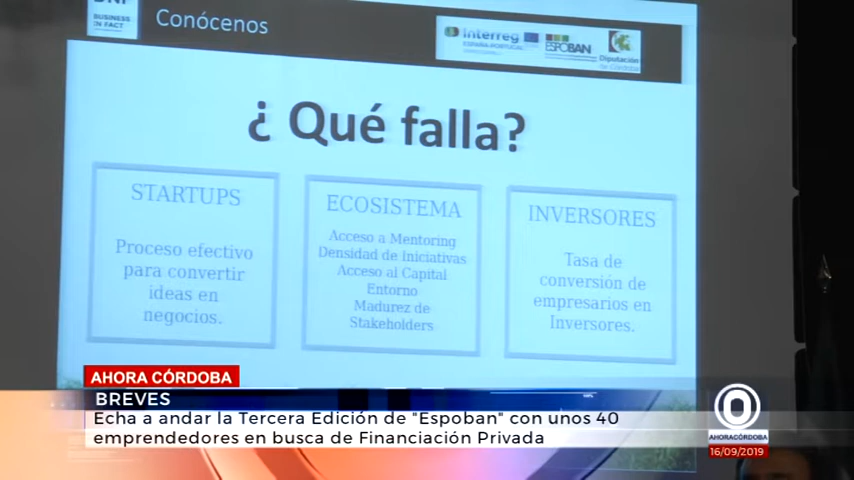 BUSINESS
IN FACT
Conócenos
Interreg
ESPAÑA-PORTUGAL
ESPOBAN
Diputación
de Córdoba
¿ Qué falla?
STARTUPS
Proceso efectivo
para convertir
ideas en
negocios.
ECOSISTEMA
Acceso a Mentoring
Densidad de Iniciativas
Acceso al Capital
Entorno
Madurez de
Stakeholders
INVERSORES
Tasa de
conversión de
empresarios en
Inversores.
AHORA CÓRDOBA
BREVES
Echa a andar la Tercera Edición de "Espoban" con unos 40
emprendedores en busca de Financiación Privada
AHORACÓRDOBA
16/09/2019